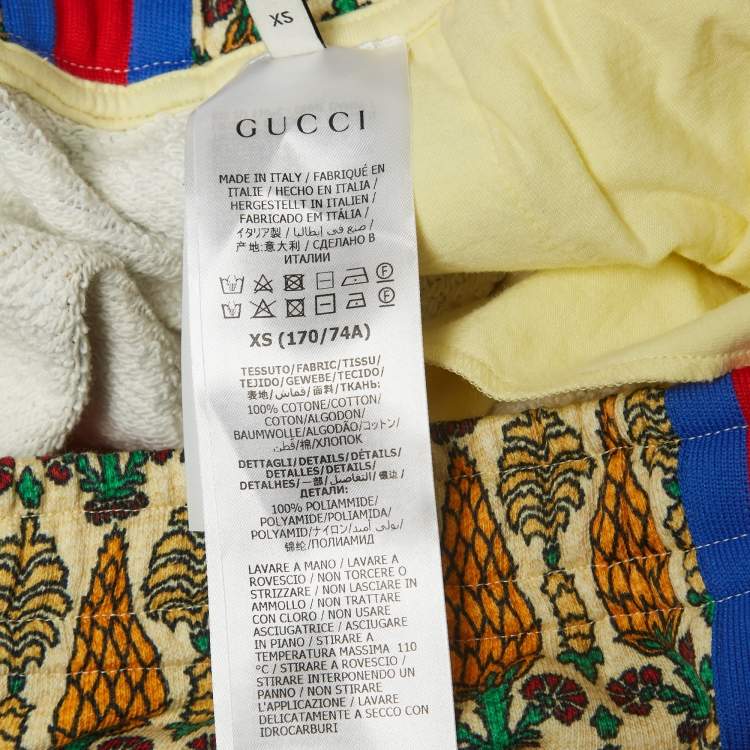 XS
GUCCI
MADE IN ITALY / FABRIQUÉ EN
ITALIE / HECHO EN ITALIA /
HERGESTELLT IN ITALIEN /
FABRICADO EM ITÁLIA /
イタリア製 / صنع في إيطاليا /
产地:意大利 / СДЕЛАНО В
ИТАЛИИ
F
F
XS (170/74A)
TESSUTO/FABRIC/TISSU/
TEJIDO/GEWEBE/TECIDO/
表地/قماش/面料/ТКАНЬ:
100% COTONE/COTTON/
COTON/ALGODON/
BAUMWOLLE/ALGODÃO/コットン/
قطن/棉/ХЛОПОК
DETTAGLI/DETAILS/DÉTAILS/
DETALLES/DETAILS/
DETALHES/一部/التفاصيل/镶边/
ДЕТАЛИ:
100% POLIAMMIDE/
POLYAMIDE/POLIAMIDA/
POLYAMID/ナイロン/بولي أميد/
锦纶/ПОЛИАМИД
LAVARE A MANO / LAVARE A
ROVESCIO / NON TORCERE O
STRIZZARE / NON LASCIARE IN
AMMOLLO / NON TRATTARE
CON CLORO / NON USARE
ASCIUGATRICE / ASCIUGARE
IN PIANO / STIRARE A
TEMPERATURA MASSIMA 110
°C / STIRARE A ROVESCIO /
STIRARE INTERPONENDO UN
PANNO / NON STIRARE
L'APPLICAZIONE / LAVARE
DELICATAMENTE A SECCO CON
IDROCARBURI